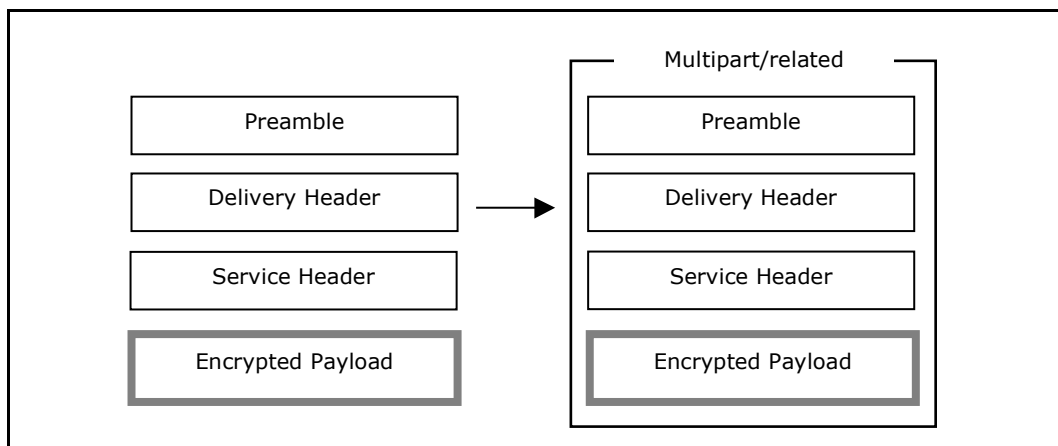 Multipart/related
Preamble
Preamble
Delivery Header
Delivery Header
Service Header
Service Header
Encrypted Payload
Encrypted Payload